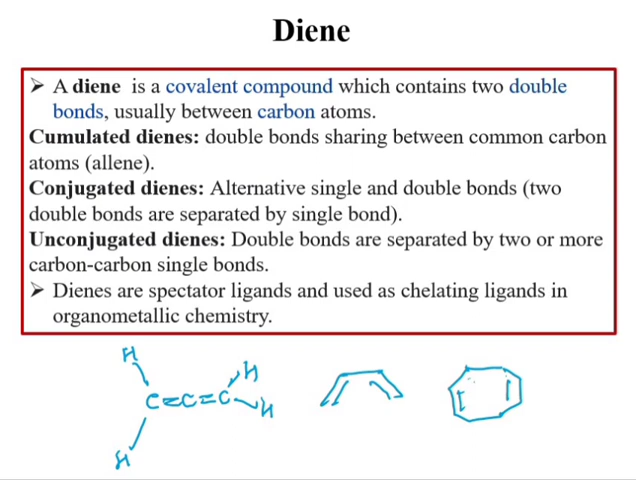 Diene
➢ A diene is a covalent compound which contains two double
bonds, usually between carbon atoms.
Cumulated dienes: double bonds sharing between common carbon
atoms (allene).
Conjugated dienes: Alternative single and double bonds (two
double bonds are separated by single bond).
Unconjugated dienes: Double bonds are separated by two or more
carbon-carbon single bonds.
➢ Dienes are spectator ligands and used as chelating ligands in
organometallic chemistry.
H
H
C=C=C
H
H